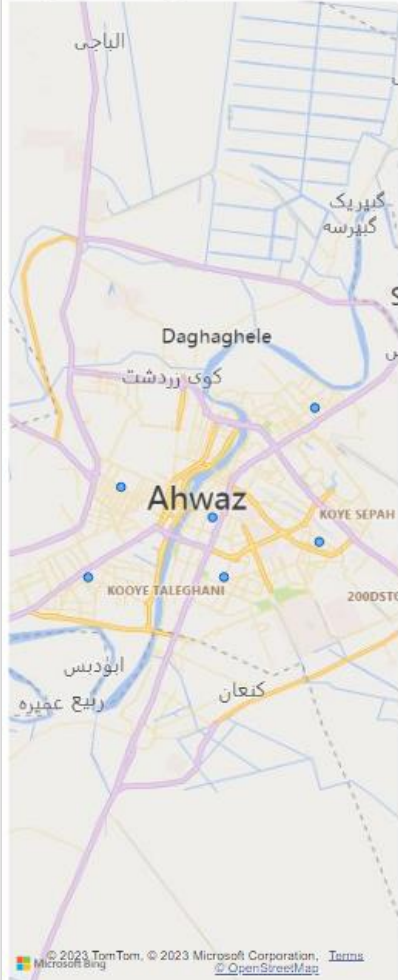 الباجی
گبیریک
گبیرسه
Daghaghele
کوی زردشت
Ahwaz
KOYE SEPAH
KOOYE TALEGHANI
ابودبس
ربیع عمیره
کنعان
© 2023 TomTom, © 2023 Microsoft Corporation, Terms
Microsoft Bing
© OpenStreetMap